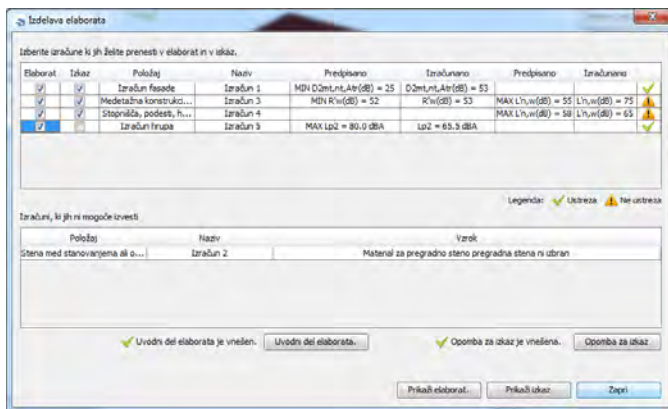 Izdelava elaborata
Izberite izračune ki jih želite prenesti v elaborat in v izkaz.
Elaborat Izkaz Položaj Naziv Predpisano Izračunano Predpisano Izračunano
Izračun fasade Izračun 1 MIN D2mt,nt,Atr(dB) = 25 D2mt,nt,Atr(dB) = 53
Medetažna konstrukci... Izračun 3 MIN R'w(dB) = 52 R'w(dB) = 53 MAX L'n,w(dB) = 55 L'n,w(dB) = 75
Stopnišča, podesti, h... Izračun 4 MAX L'n,w(dB) = 58 L'n,w(dB) = 65
Izračun hrupa Izračun 5 MAX Lp2 = 80.0 dBA Lp2 = 65.5 dBA
Legenda: Ustreza Ne ustreza
Izračuni, ki jih ni mogoče izvesti
Položaj Naziv Vzrok
Stena med stanovanjema ali o... Izračun 2 Material za pregradno steno pregradna stena ni izbran
Uvodni del elaborata je vnešen. Uvodni del elaborata. Opomba za izkaz je vnešena. Opomba za izkaz
Prikaži elaborat. Prikaži izkaz Zapri